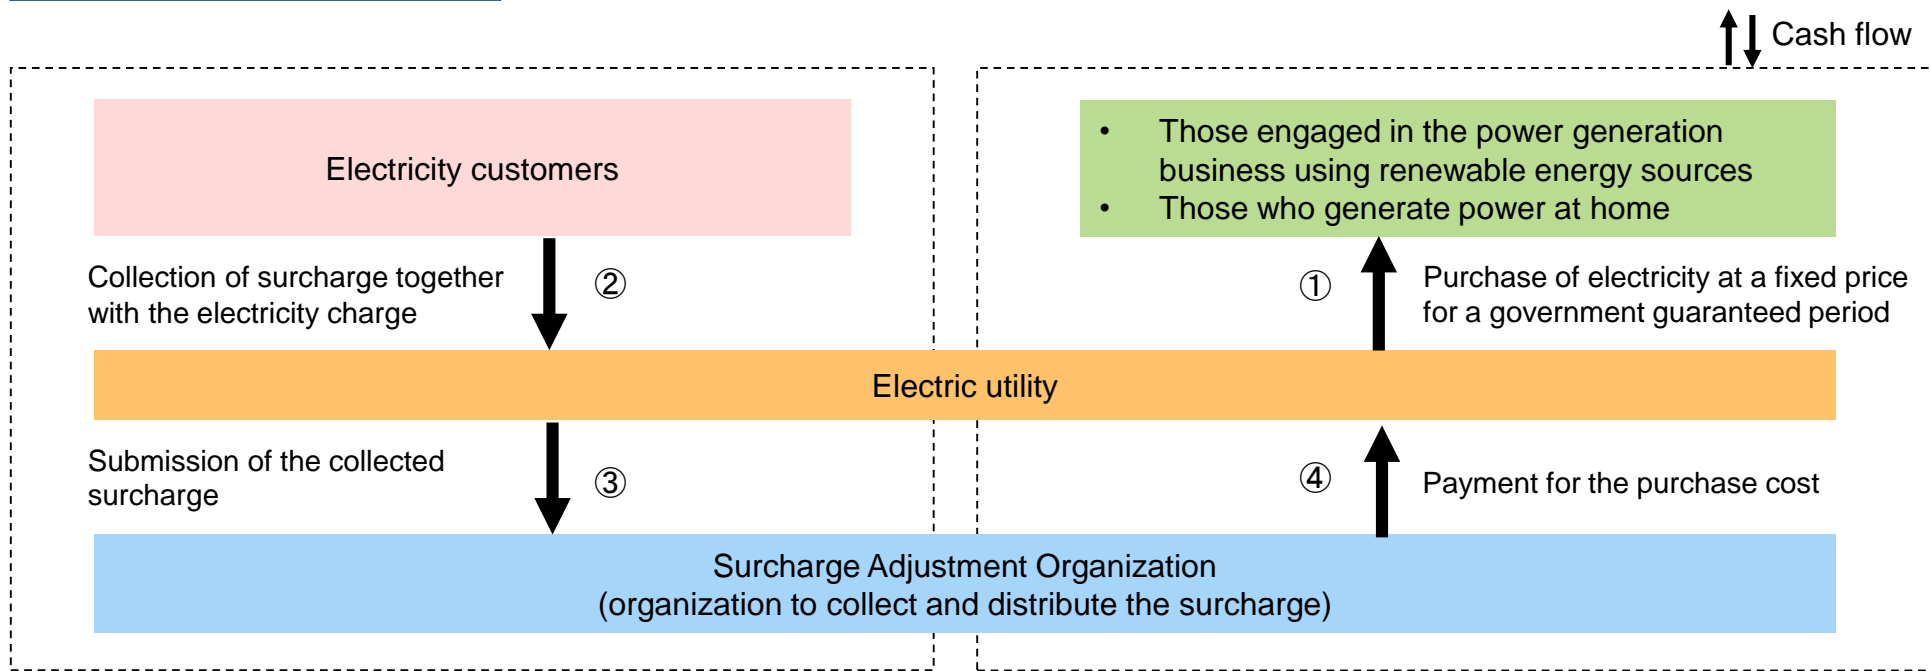 Cash flow
Electricity customers
• Those engaged in the power generation
business using renewable energy sources
• Those who generate power at home
Collection of surcharge together
with the electricity charge
②
①
Purchase of electricity at a fixed price
for a government guaranteed period
Electric utility
Submission of the collected
surcharge
③
④
Payment for the purchase cost
Surcharge Adjustment Organization
(organization to collect and distribute the surcharge)